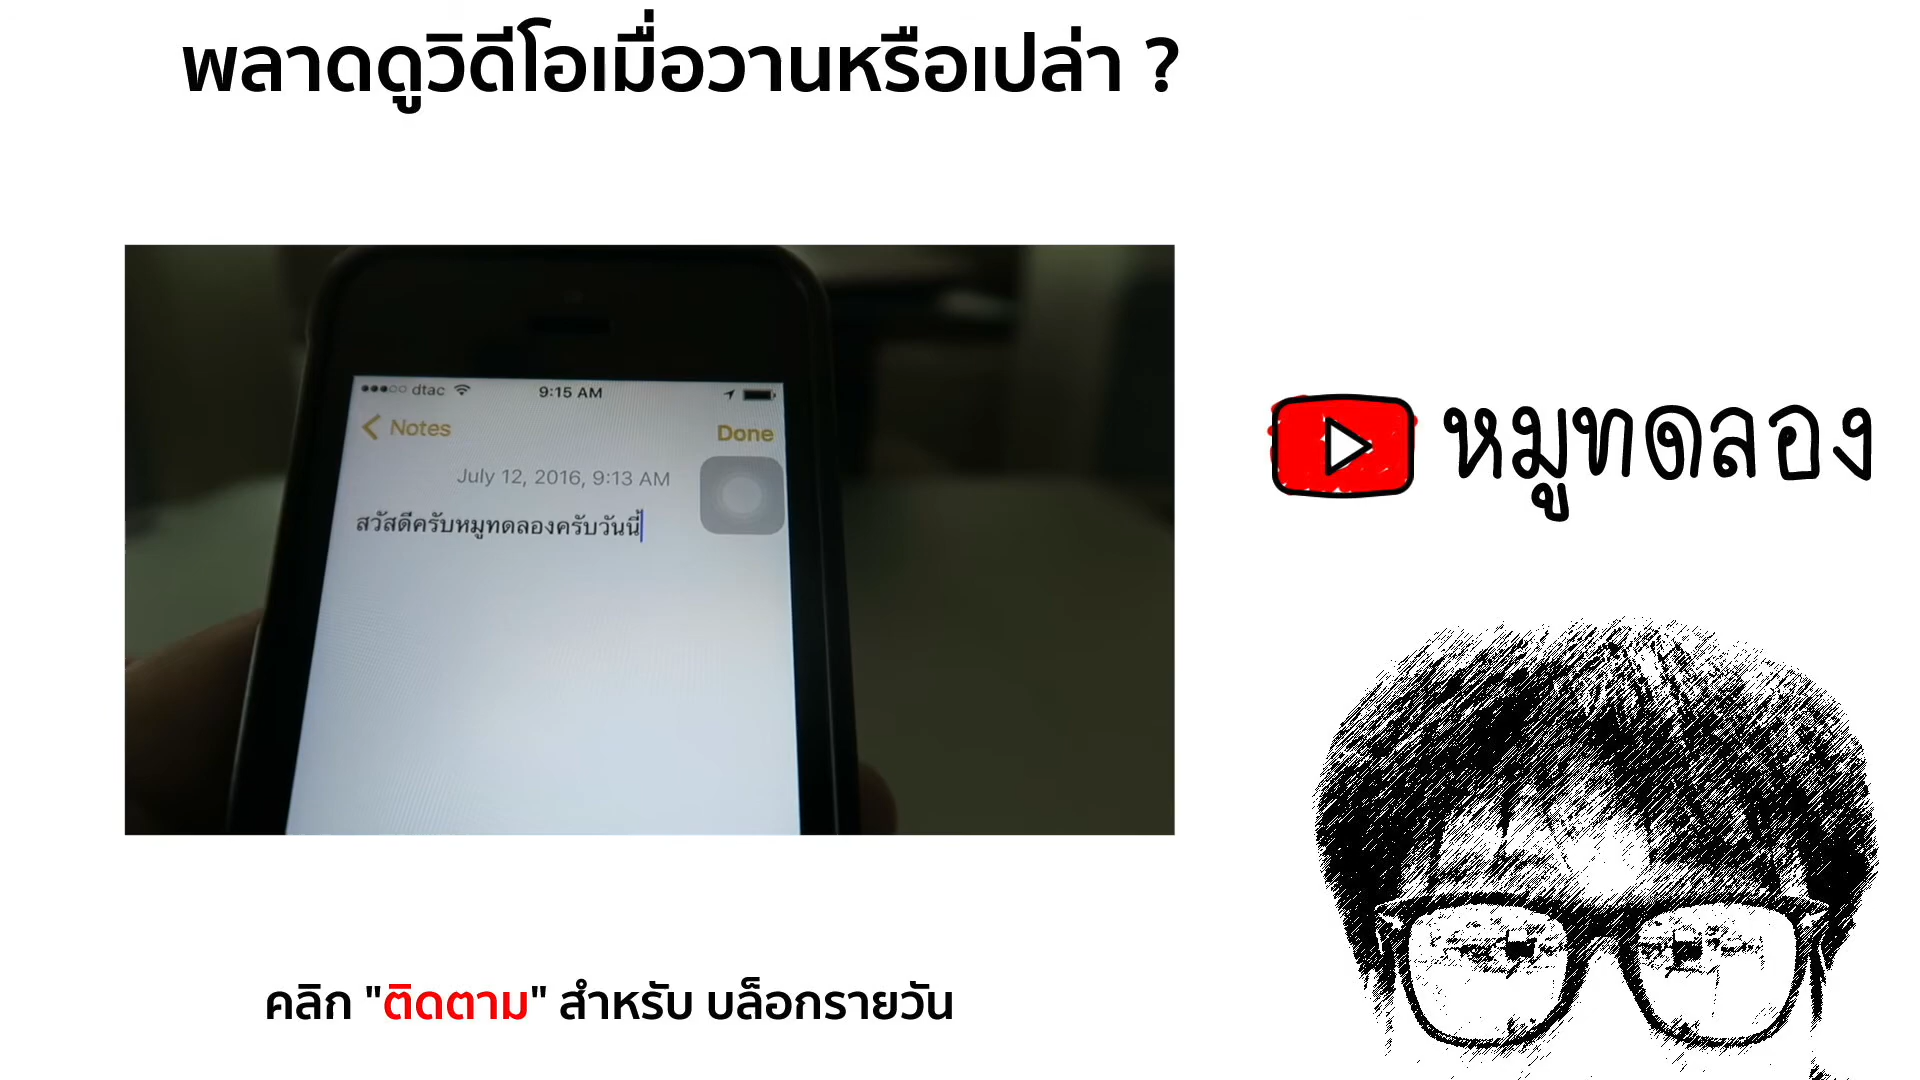 พลาดดูวิดีโอเมื่อวานหรือเปล่า ?
dtac 9:15 AM
Notes Done
July 12, 2016, 9:13 AM
สวัสดีครับหมูทดลองครับวันนี้
หมูทดลอง
คลิก "ติดตาม" สำหรับ บล็อกรายวัน